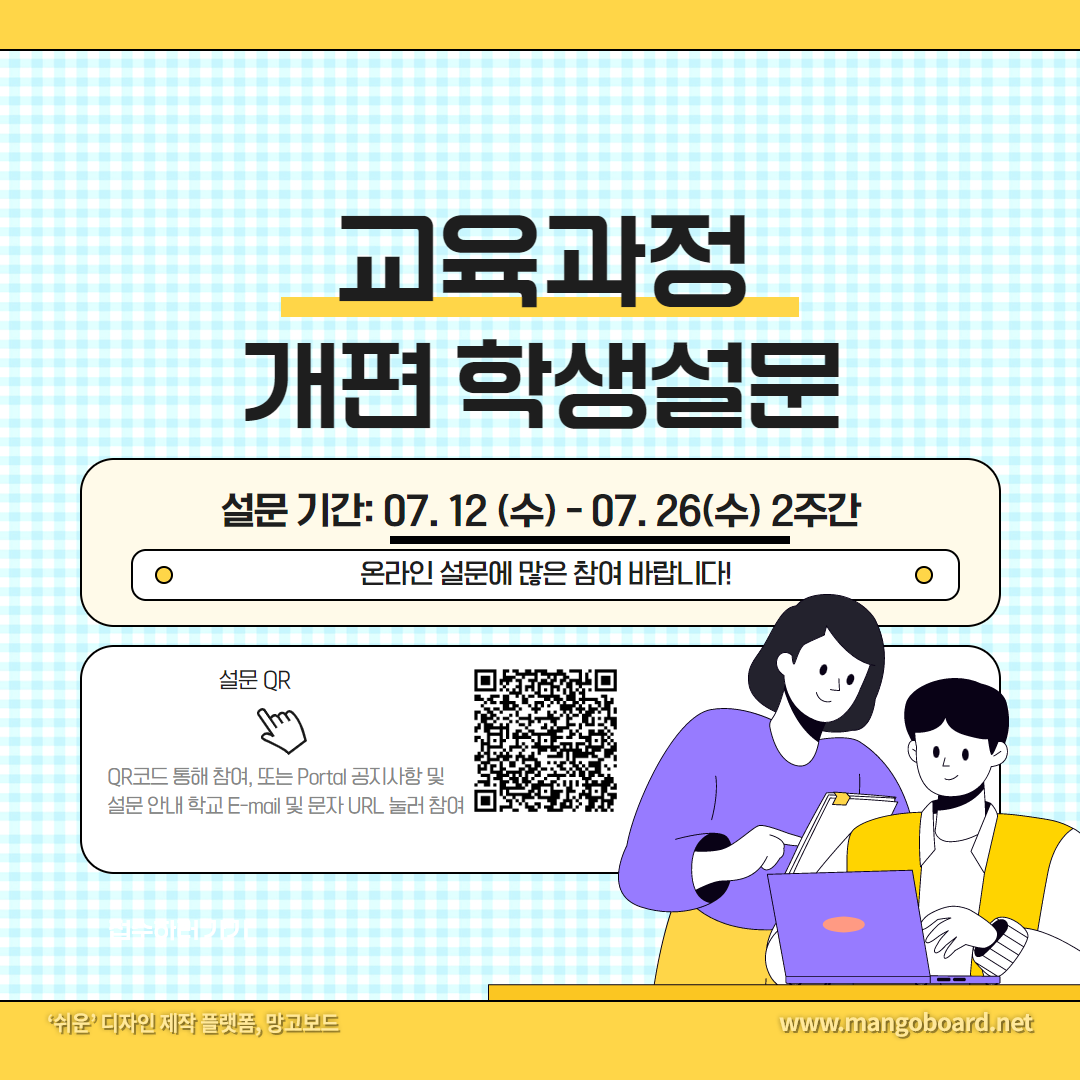 교육과정
개편 학생설문
설문 기간: 07. 12 (수) - 07. 26(수) 2주간
온라인 설문에 많은 참여 바랍니다!
설문 QR
QR코드 통해 참여, 또는 Portal 공지사항 및
설문 안내 학교 E-mail 및 문자 URL 눌러 참여
‘쉬운’ 디자인 제작 플랫폼, 망고보드
www.mangoboard.net